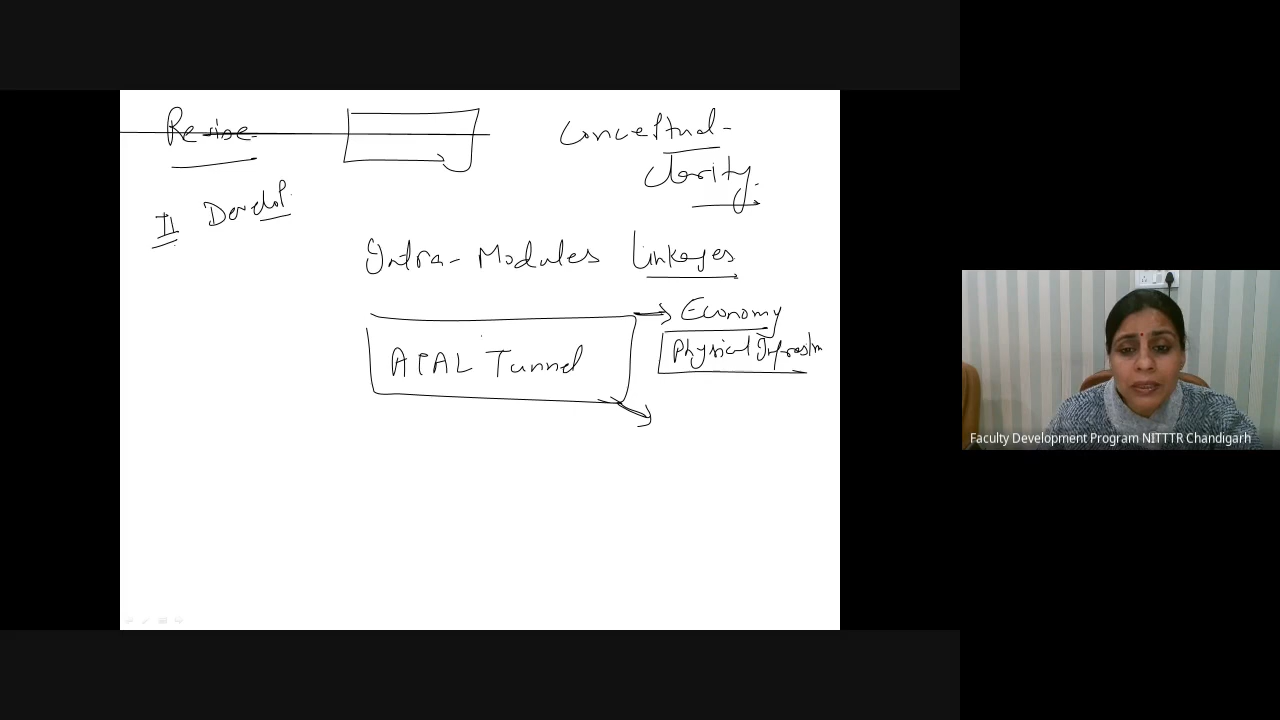 Revise
Conceptual-
Clarity.
II Develop.
Intra-Modules Linkages
Economy
Physical Infrastr
ATAL Tunnel
Faculty Development Program NITTTR Chandigarh